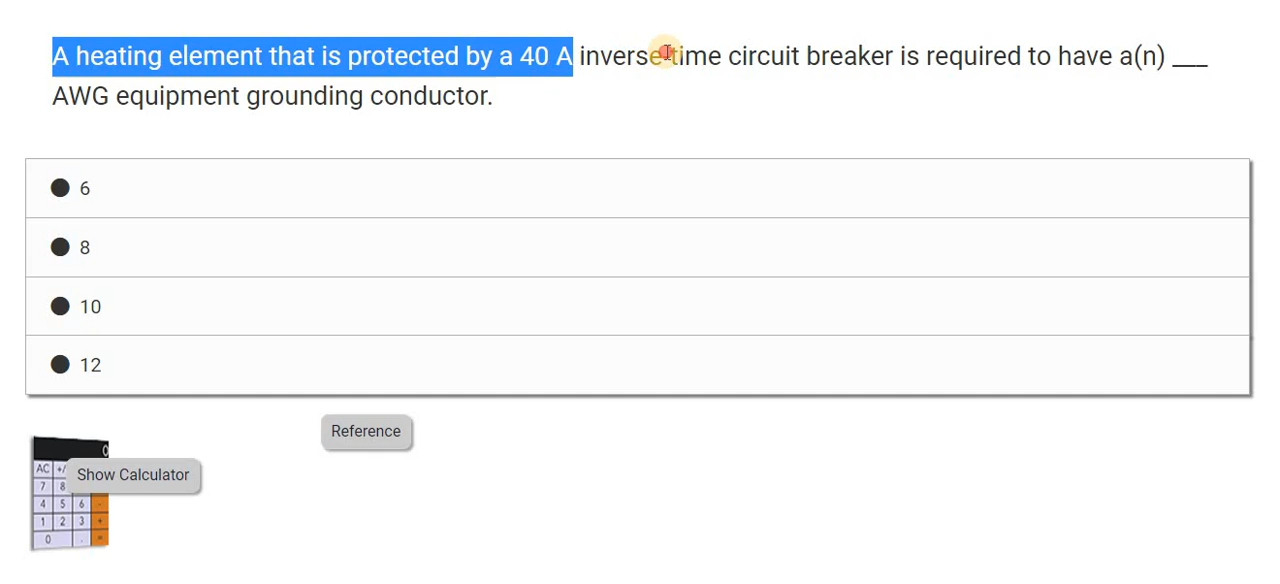 A heating element that is protected by a 40 A inverse time circuit breaker is required to have a(n) ___
AWG equipment grounding conductor.
6
8
10
12
Reference
0
AC +/
Show Calculator
7 8
4 5 6 -
1 2 3 +
0 . =